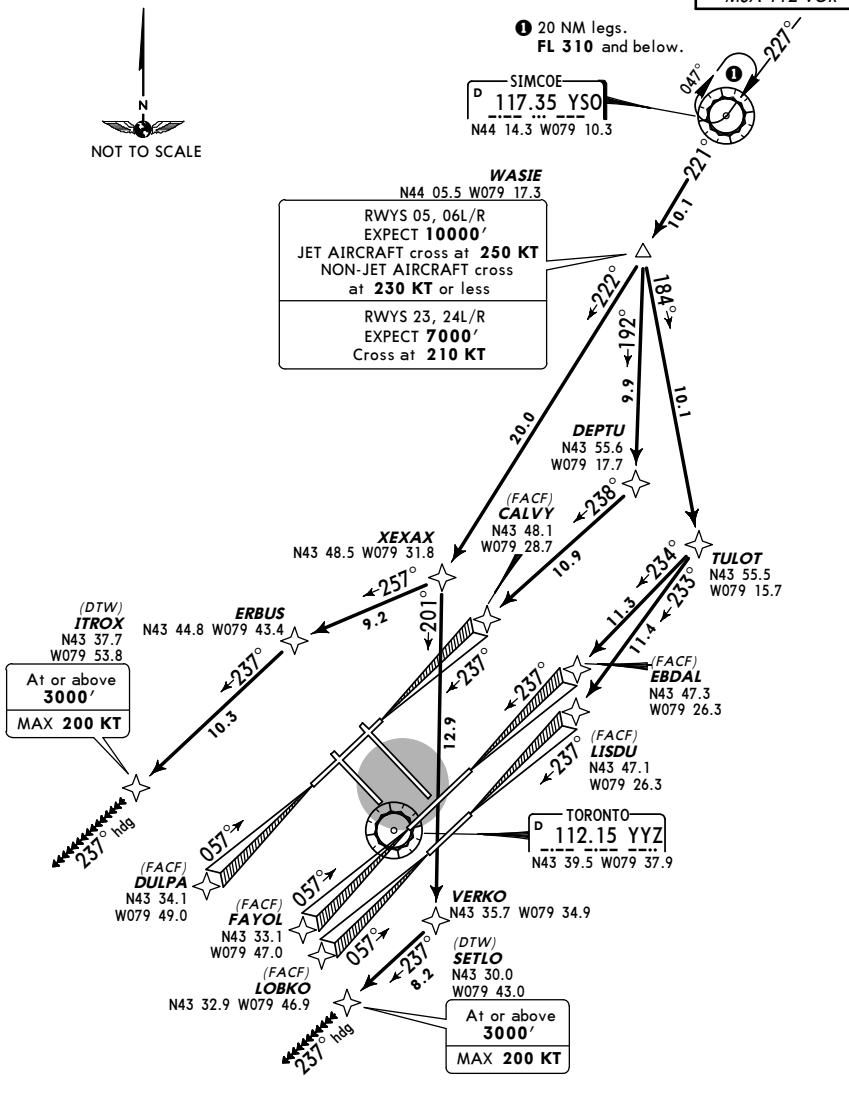 MSA YYZ VOR
❶ 20 NM legs.
FL 310 and below.
227°
047°
❶
N
NOT TO SCALE
SIMCOE
D 117.35 YSO
N44 14.3 W079 10.3
221°
10.1
WASIE
N44 05.5 W079 17.3
RWYS 05, 06L/R
EXPECT 10000′
JET AIRCRAFT cross at 250 KT
NON-JET AIRCRAFT cross
at 230 KT or less
RWYS 23, 24L/R
EXPECT 7000′
Cross at 210 KT
222°
192°
184°
20.0
9.9
10.1
DEPTU
N43 55.6
W079 17.7
238°
10.9
(FACF)
CALVY
N43 48.1
W079 28.7
XEXAX
N43 48.5 W079 31.8
TULOT
N43 55.5
W079 15.7
234°
233°
11.3
11.4
257°
9.2
201°
12.9
ERBUS
N43 44.8 W079 43.4
237°
10.3
(DTW)
ITROX
N43 37.7
W079 53.8
At or above
3000′
MAX 200 KT
237° hdg
237°
237°
237°
(FACF)
EBDAL
N43 47.3
W079 26.3
(FACF)
LISDU
N43 47.1
W079 26.3
TORONTO
D 112.15 YYZ
N43 39.5 W079 37.9
057°
(FACF)
DULPA
N43 34.1
W079 49.0
057°
(FACF)
FAYOL
N43 33.1
W079 47.0
057°
(FACF)
LOBKO
N43 32.9 W079 46.9
VERKO
N43 35.7 W079 34.9
237°
8.2
(DTW)
SETLO
N43 30.0
W079 43.0
At or above
3000′
MAX 200 KT
237° hdg